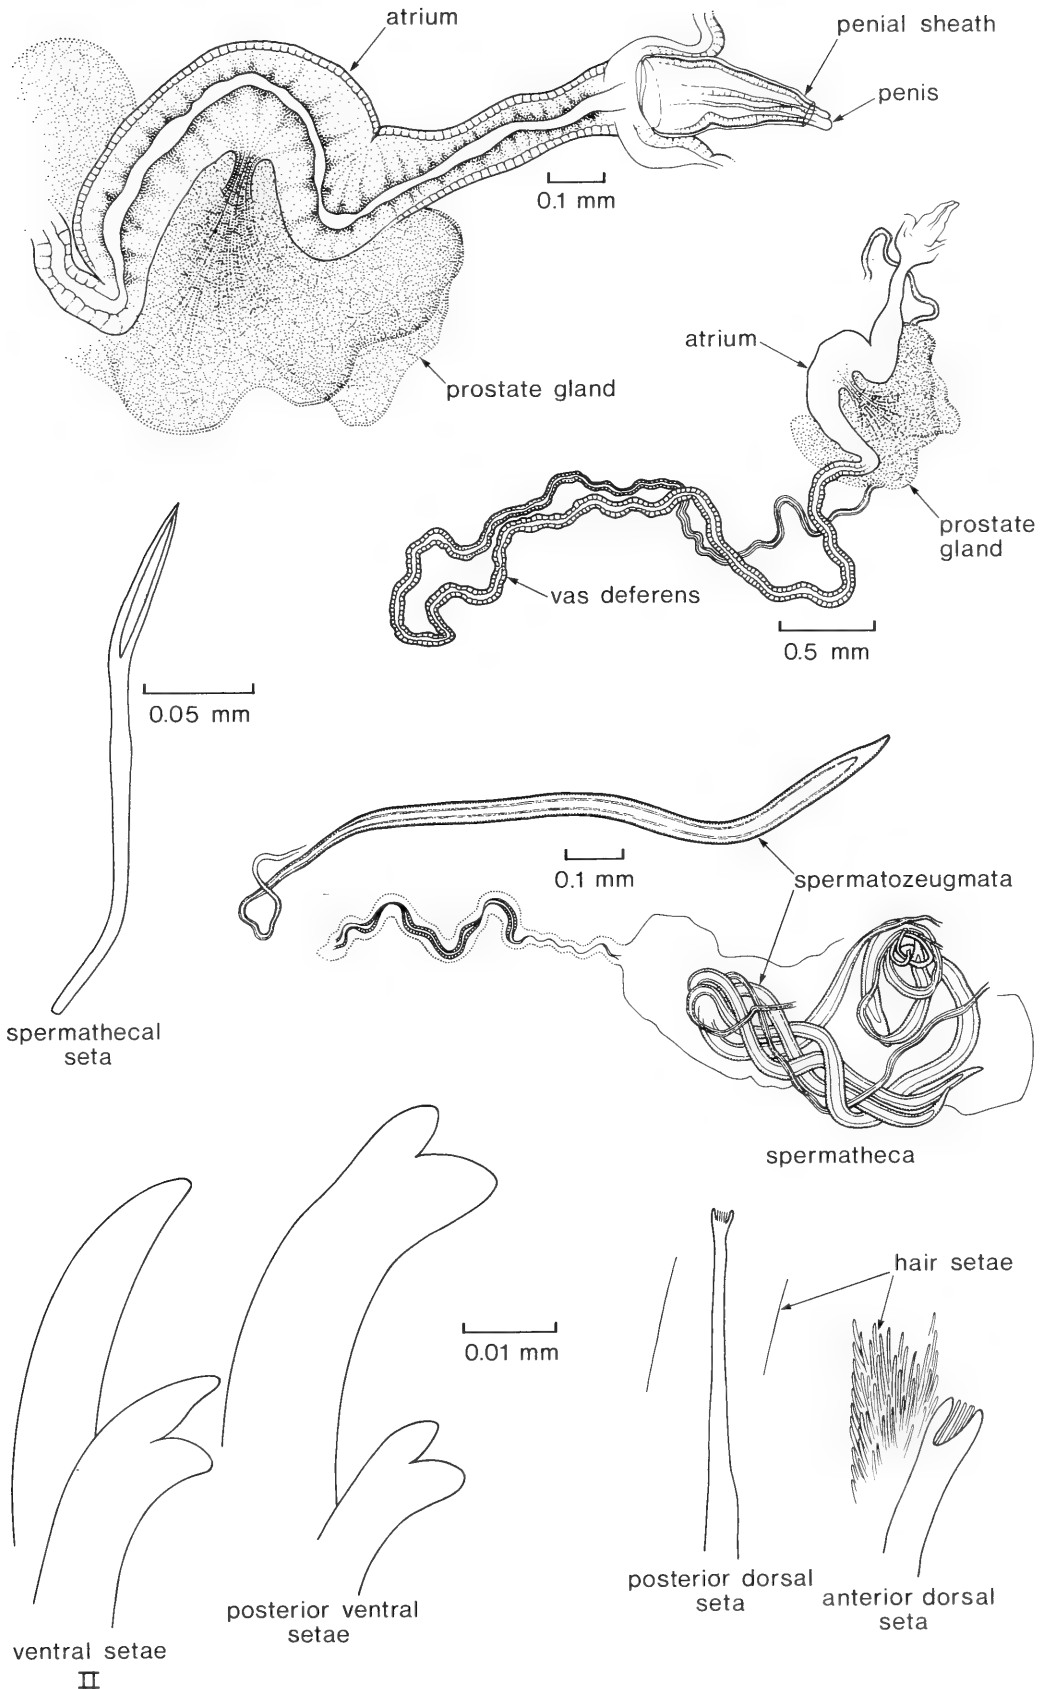 atrium
penial sheath
penis
0.1 mm
atrium
prostate gland
prostate
gland
vas deferens
0.5 mm
0.05 mm
0.1 mm
spermatozeugmata
spermathecal
seta
spermatheca
hair setae
0.01 mm
posterior dorsal
seta
anterior dorsal
seta
posterior ventral
setae
ventral setae
II